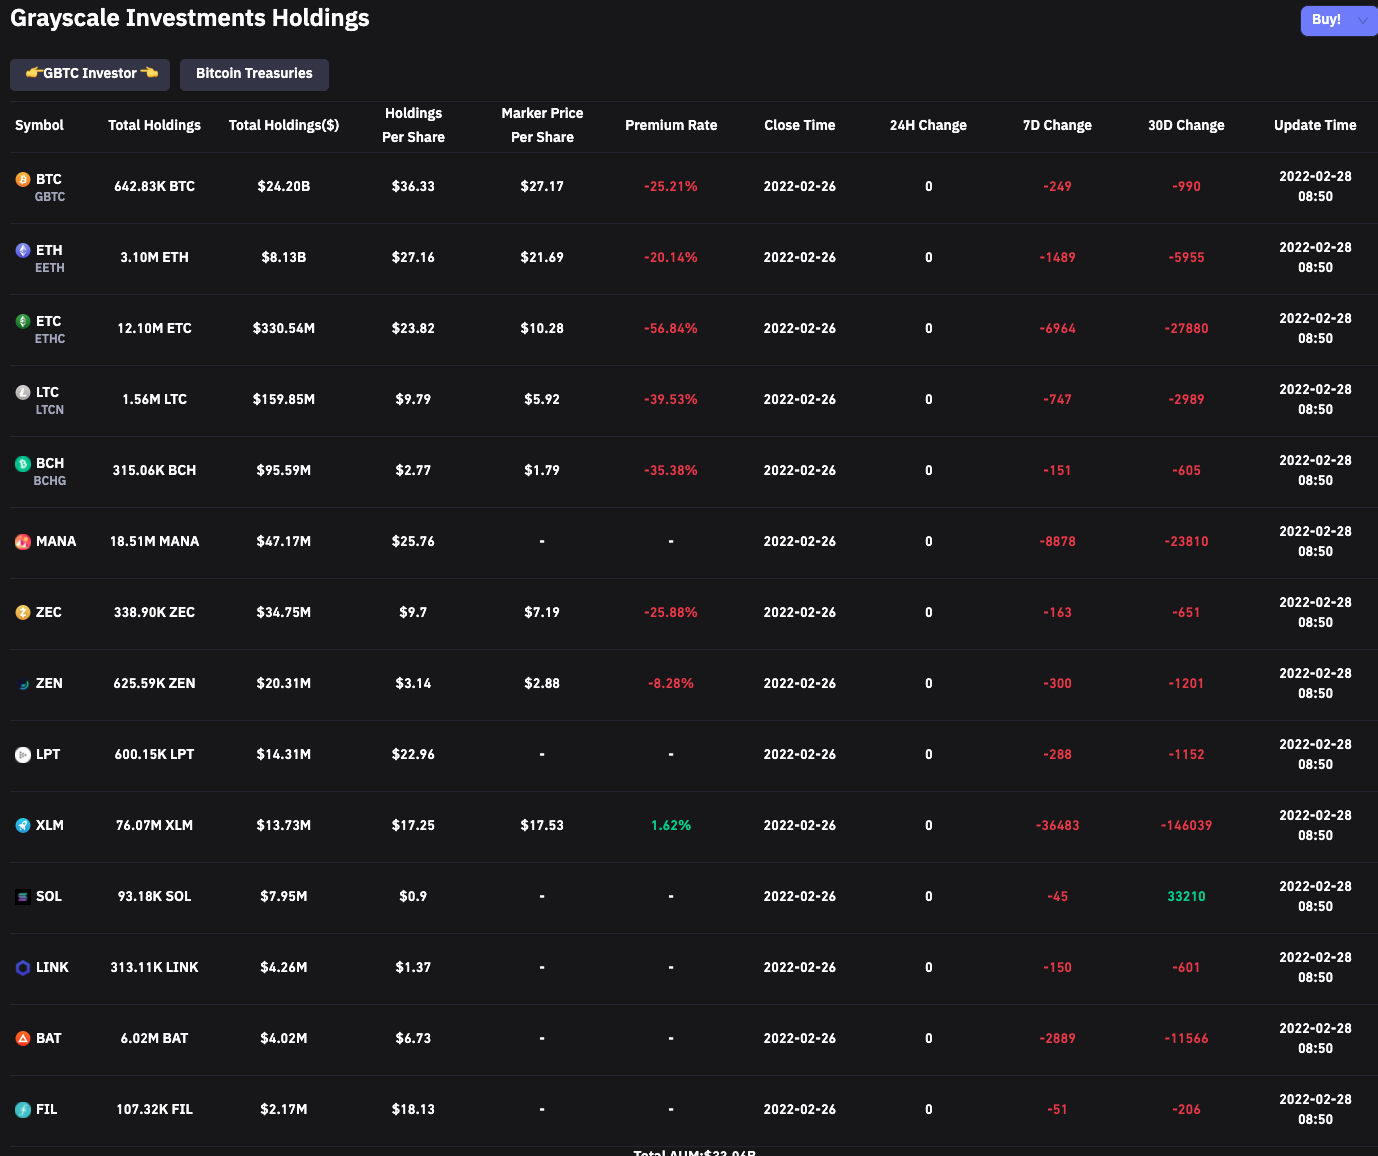 Grayscale Investments Holdings
Buy!
👉GBTC Investor 👈 Bitcoin Treasuries
Symbol Total Holdings Total Holdings($) Holdings Per Share Marker Price Per Share Premium Rate Close Time 24H Change 7D Change 30D Change Update Time
BTC GBTC 642.83K BTC $24.20B $36.33 $27.17 -25.21% 2022-02-26 0 -249 -990 2022-02-28 08:50
ETH EETH 3.10M ETH $8.13B $27.16 $21.69 -20.14% 2022-02-26 0 -1489 -5955 2022-02-28 08:50
ETC ETHC 12.10M ETC $330.54M $23.82 $10.28 -56.84% 2022-02-26 0 -6964 -27880 2022-02-28 08:50
LTC LTCN 1.56M LTC $159.85M $9.79 $5.92 -39.53% 2022-02-26 0 -747 -2989 2022-02-28 08:50
BCH BCHG 315.06K BCH $95.59M $2.77 $1.79 -35.38% 2022-02-26 0 -151 -605 2022-02-28 08:50
MANA 18.51M MANA $47.17M $25.76 - - 2022-02-26 0 -8878 -23810 2022-02-28 08:50
ZEC 338.90K ZEC $34.75M $9.7 $7.19 -25.88% 2022-02-26 0 -163 -651 2022-02-28 08:50
ZEN 625.59K ZEN $20.31M $3.14 $2.88 -8.28% 2022-02-26 0 -300 -1201 2022-02-28 08:50
LPT 600.15K LPT $14.31M $22.96 - - 2022-02-26 0 -288 -1152 2022-02-28 08:50
XLM 76.07M XLM $13.73M $17.25 $17.53 1.62% 2022-02-26 0 -36483 -146039 2022-02-28 08:50
SOL 93.18K SOL $7.95M $0.9 - - 2022-02-26 0 -45 33210 2022-02-28 08:50
LINK 313.11K LINK $4.26M $1.37 - - 2022-02-26 0 -150 -601 2022-02-28 08:50
BAT 6.02M BAT $4.02M $6.73 - - 2022-02-26 0 -2889 -11566 2022-02-28 08:50
FIL 107.32K FIL $2.17M $18.13 - - 2022-02-26 0 -51 -206 2022-02-28 08:50
Total AUM:$33.06B